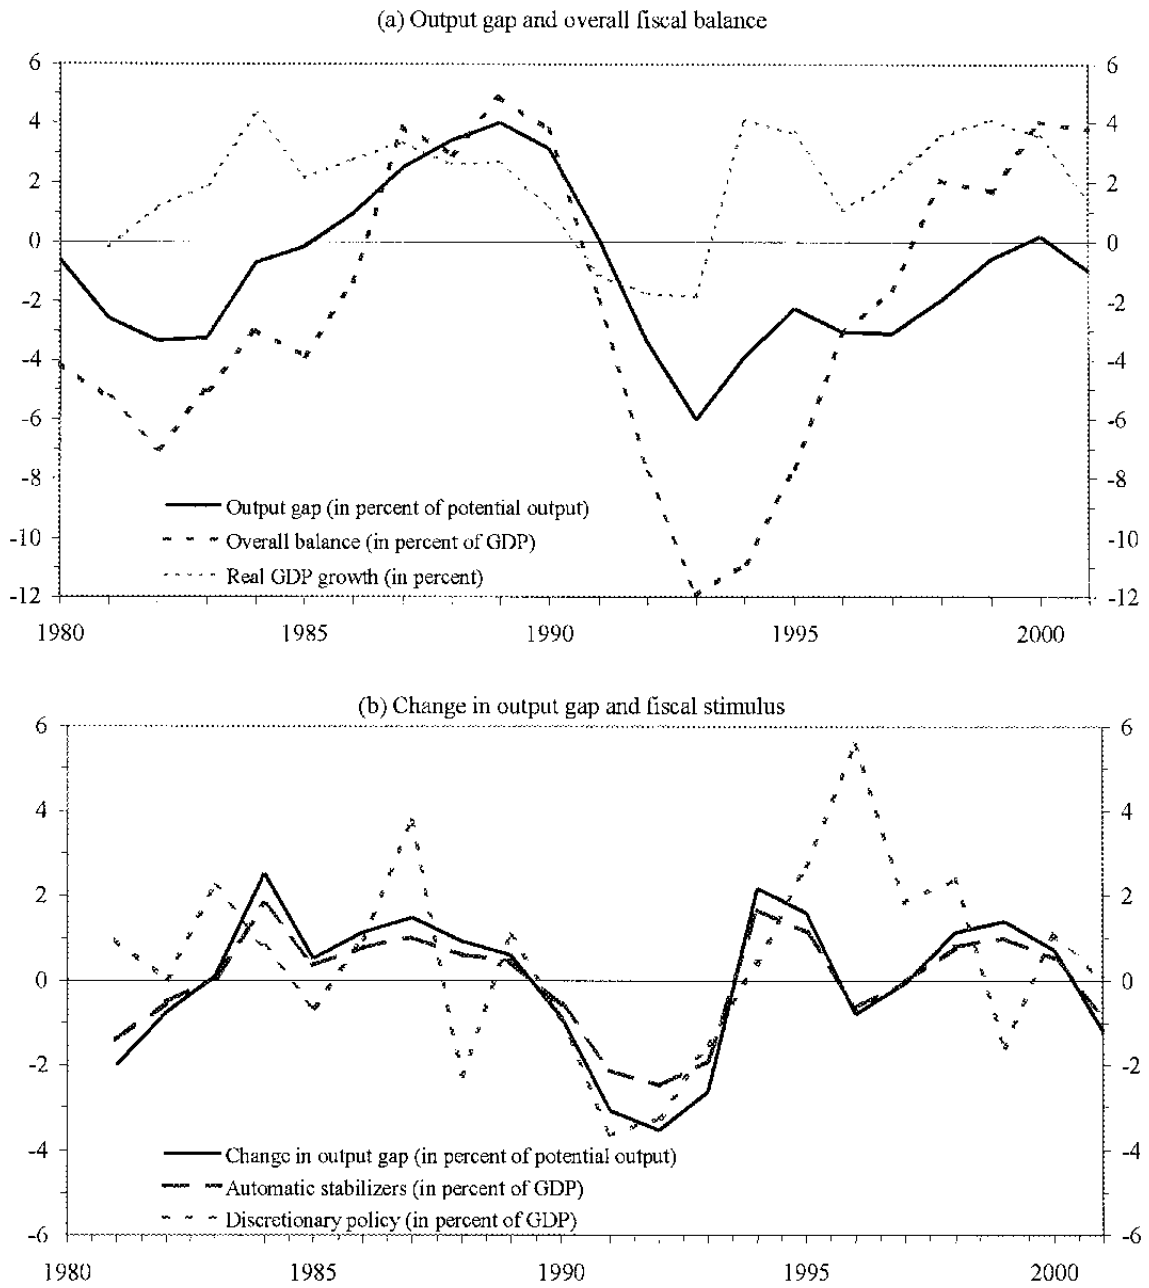 (a) Output gap and overall fiscal balance
6 6
4 4
2 2
0 0
-2 -2
-4 -4
-6 -6
-8 -8
-10 -10
-12 -12
Output gap (in percent of potential output)
Overall balance (in percent of GDP)
Real GDP growth (in percent)
1980 1985 1990 1995 2000
(b) Change in output gap and fiscal stimulus
6 6
4 4
2 2
0 0
-2 -2
-4 -4
-6 -6
Change in output gap (in percent of potential output)
Automatic stabilizers (in percent of GDP)
Discretionary policy (in percent of GDP)
1980 1985 1990 1995 2000